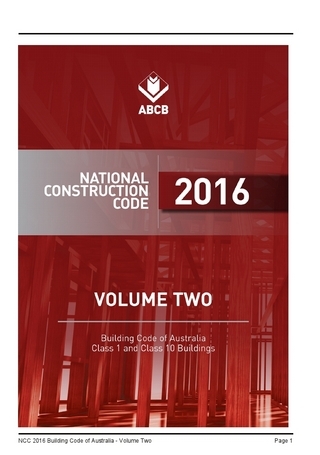 ABCB
NATIONAL
CONSTRUCTION
CODE
2016
VOLUME TWO
Building Code of Australia
Class 1 and Class 10 Buildings
NCC 2016 Building Code of Australia - Volume Two
Page 1